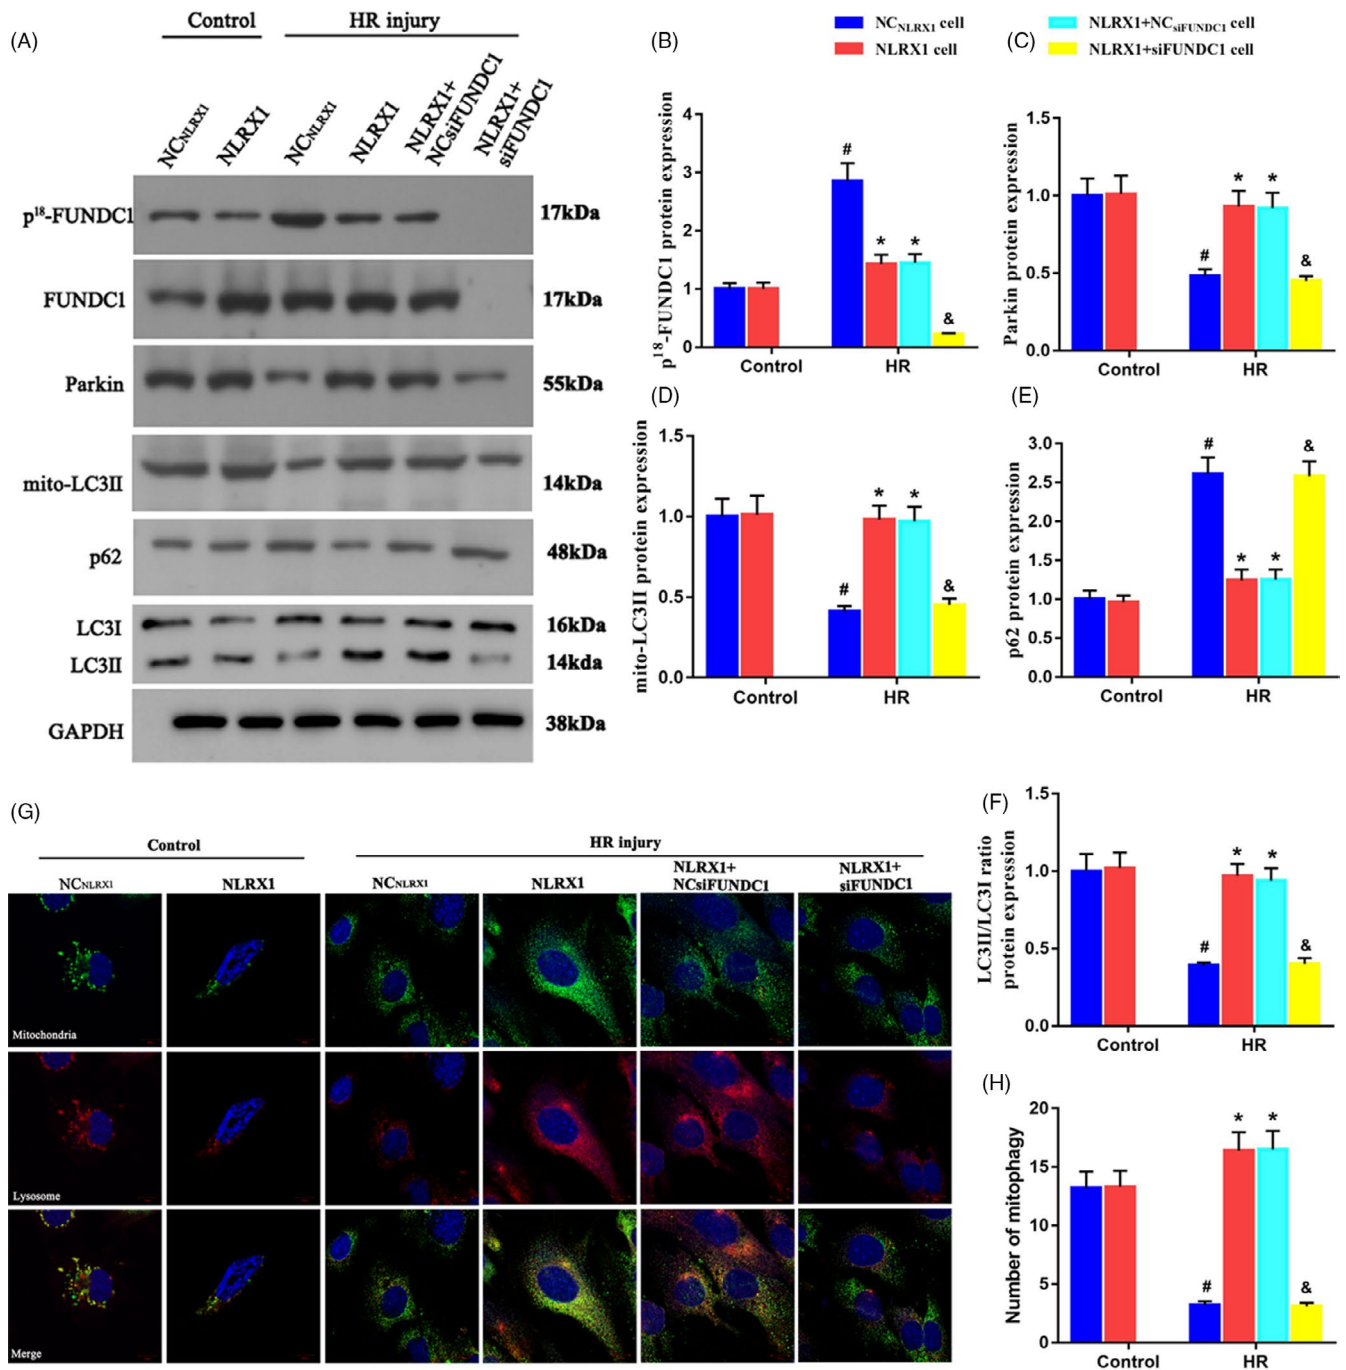 (A)
Control
HR injury
NCNLRX1
NLRX1
NCNLRX1
NLRX1
NLRX1+
NCsiFUNDC1
NLRX1+
siFUNDC1
p18-FUNDC1
17kDa
FUNDC1
17kDa
Parkin
55kDa
mito-LC3II
14kDa
p62
48kDa
LC3I
16kDa
LC3II
14kda
GAPDH
38kDa
NCNLRX1 cell
NLRX1 cell
NLRX1+NCsiFUNDC1 cell
NLRX1+siFUNDC1 cell
(B)
p18-FUNDC1 protein expression
4
3
2
1
0
#
*
*
&
Control
HR
(C)
Parkin protein expression
1.5
1.0
0.5
0.0
#
*
*
&
Control
HR
(D)
mito-LC3II protein expression
1.5
1.0
0.5
0.0
#
*
*
&
Control
HR
(E)
p62 protein expression
3.0
2.5
2.0
1.5
1.0
0.5
0.0
#
*
*
&
Control
HR
(F)
LC3II/LC3I ratio
protein expression
1.5
1.0
0.5
0.0
#
*
*
&
Control
HR
(G)
Control
HR injury
NCNLRX1
NLRX1
NCNLRX1
NLRX1
NLRX1+
NCsiFUNDC1
NLRX1+
siFUNDC1
Mitochondria
Lysosome
Merge
(H)
Number of mitophagy
20
15
10
5
0
#
*
*
&
Control
HR